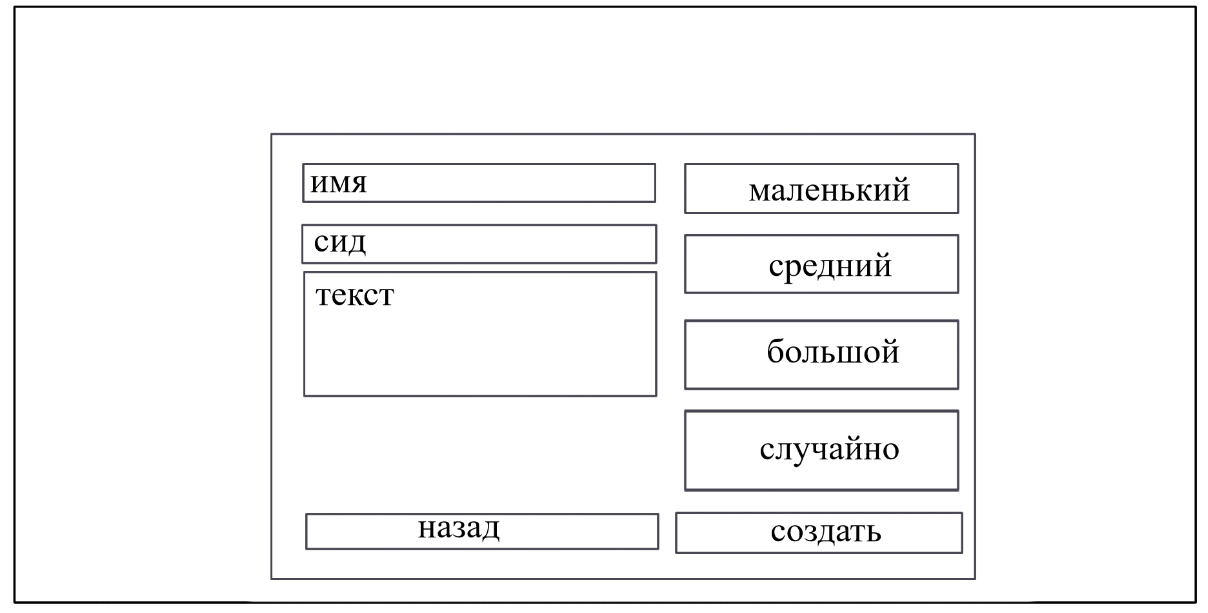 имя
сид
текст
маленький
средний
большой
случайно
назад
создать